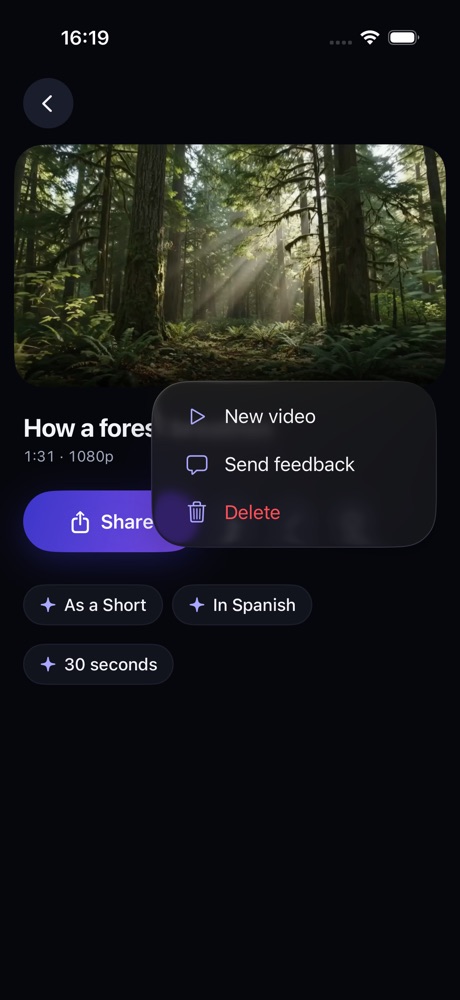 16:19
How a fores
1:31 · 1080p
New video
Send feedback
Delete
Share
As a Short
In Spanish
30 seconds